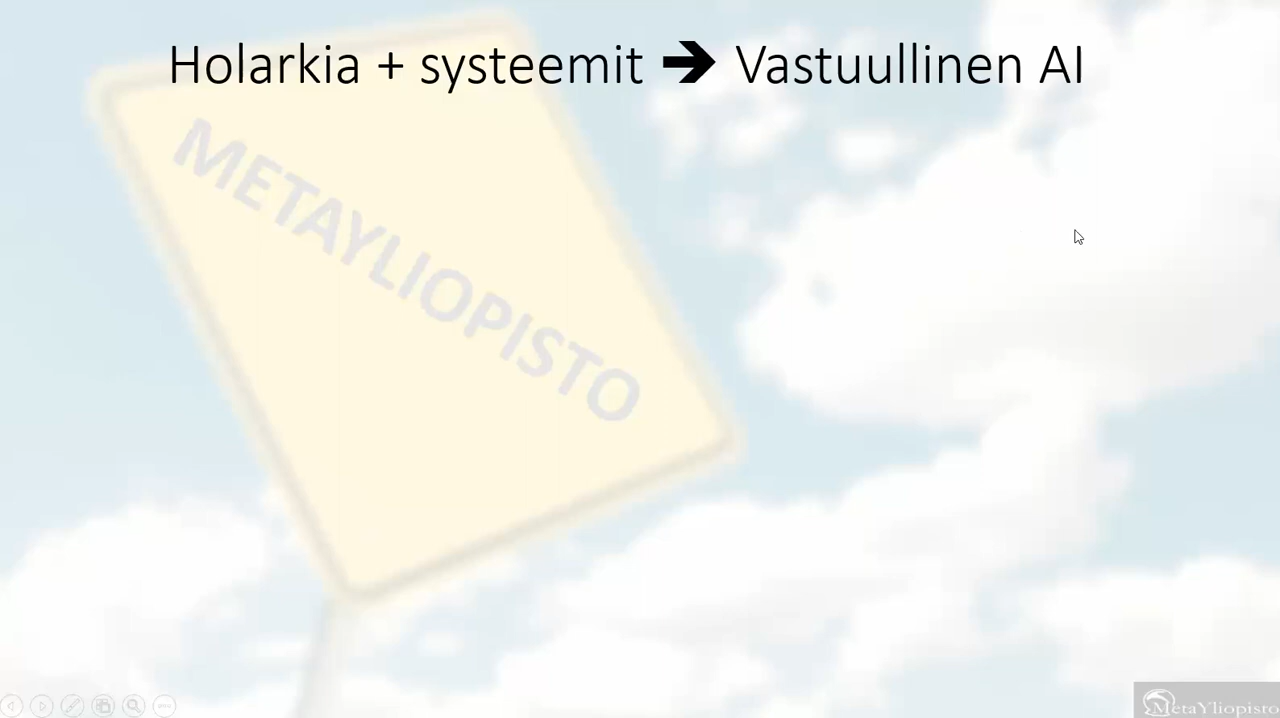 Holarkia + systeemit → Vastuullinen AI
METAYLIOPISTO
MetaYliopisto